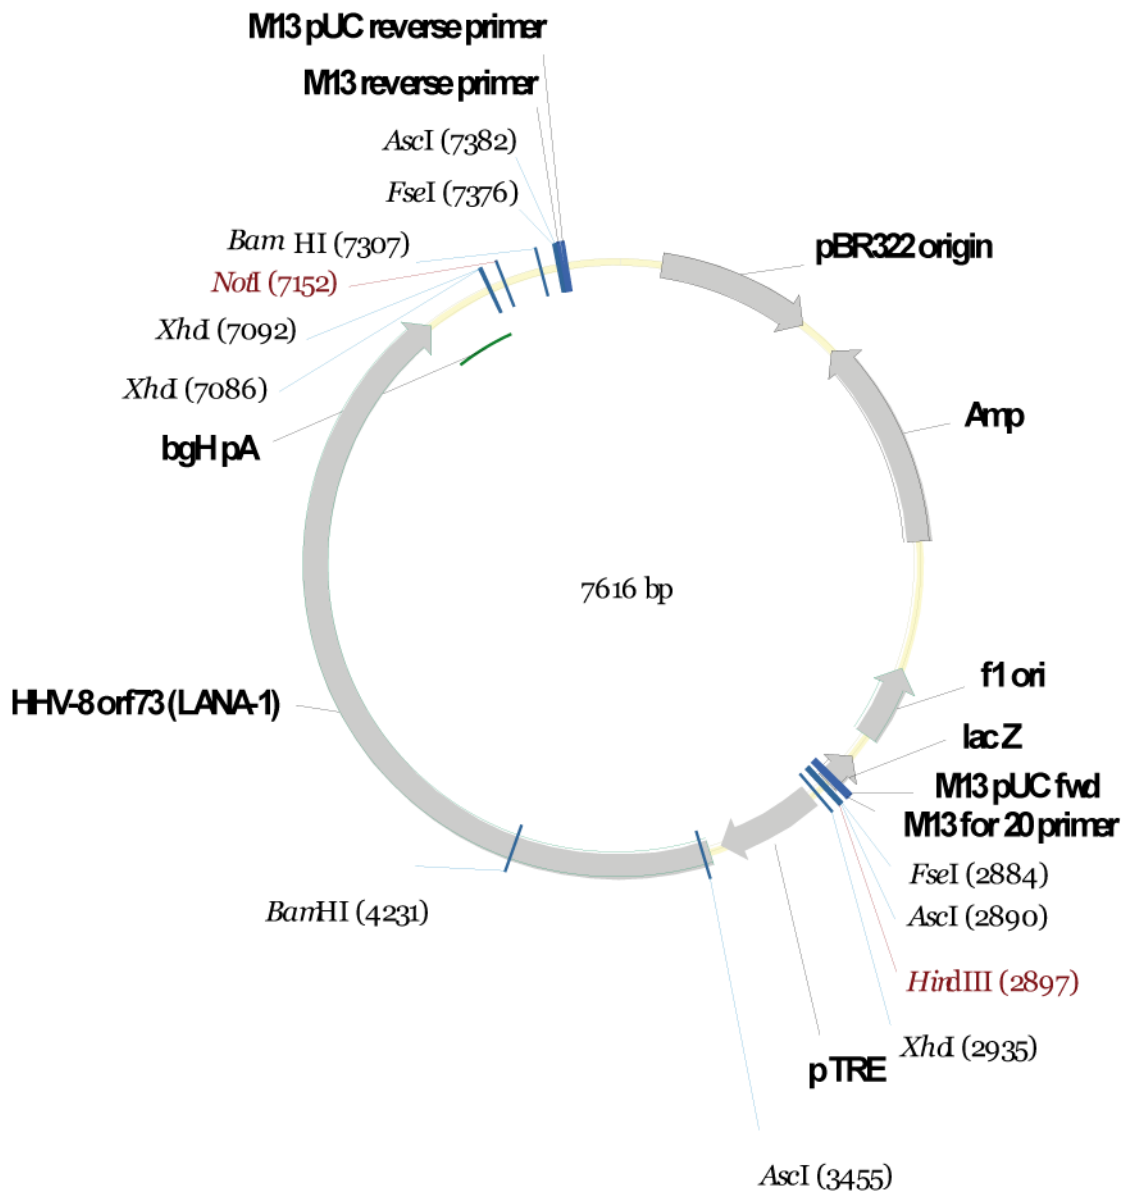 M13 pUC reverse primer
M13 reverse primer
AscI (7382)
FseI (7376)
Bam HI (7307)
NotI (7152)
XhoI (7092)
XhoI (7086)
bgH pA
pBR322 origin
Amp
7616 bp
HHV-8 orf73 (LANA-1)
f1 ori
lac Z
M13 pUC fwd
M13 for 20 primer
FseI (2884)
AscI (2890)
HindIII (2897)
XhoI (2935)
pTRE
BamHI (4231)
AscI (3455)